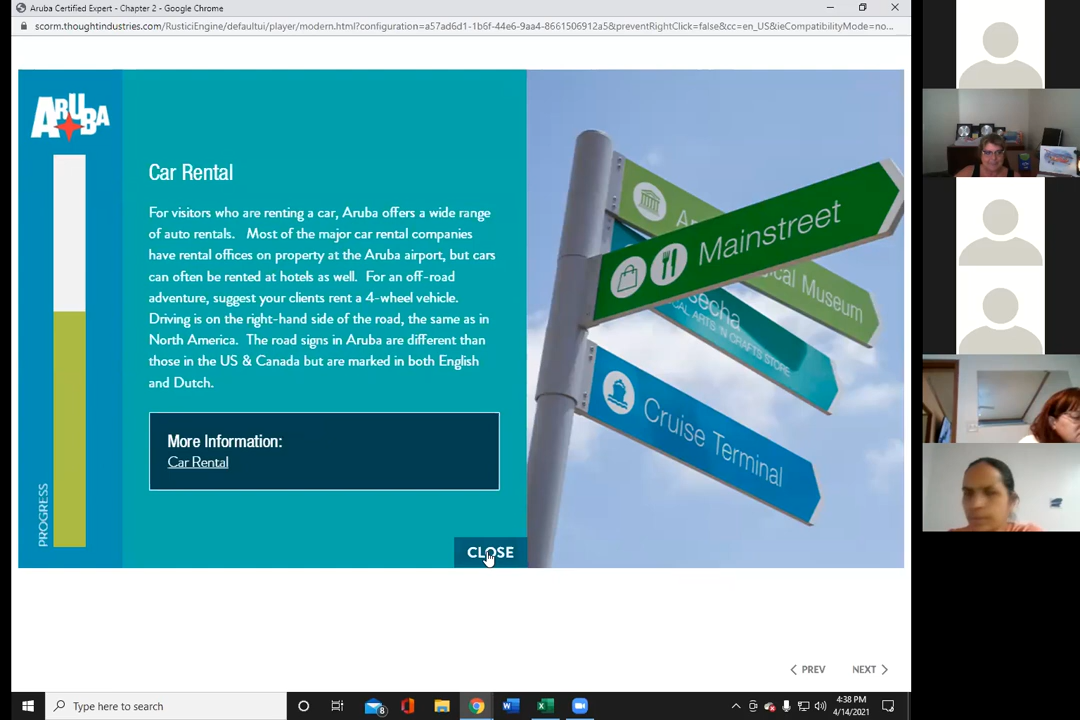 Aruba Certified Expert - Chapter 2 - Google Chrome
scorm.thoughtindustries.com/RusticiEngine/defaultui/player/modern.html?configuration=a57ad6d1-1b6f-44e6-9aa4-8661506912a5&preventRightClick=false&cc=en_US&ieCompatibilityMode=no...
ARUBA
Car Rental
For visitors who are renting a car, Aruba offers a wide range
of auto rentals. Most of the major car rental companies
have rental offices on property at the Aruba airport, but cars
can often be rented at hotels as well. For an off-road
adventure, suggest your clients rent a 4-wheel vehicle.
Driving is on the right-hand side of the road, the same as in
North America. The road signs in Aruba are different than
those in the US & Canada but are marked in both English
and Dutch.
More Information:
Car Rental
PROGRESS
CLOSE
Mainstreet
Museum
ARTS 'N CRAFTS STORE
Cruise Terminal
PREV
NEXT
Type here to search
8
4:38 PM
4/14/2021